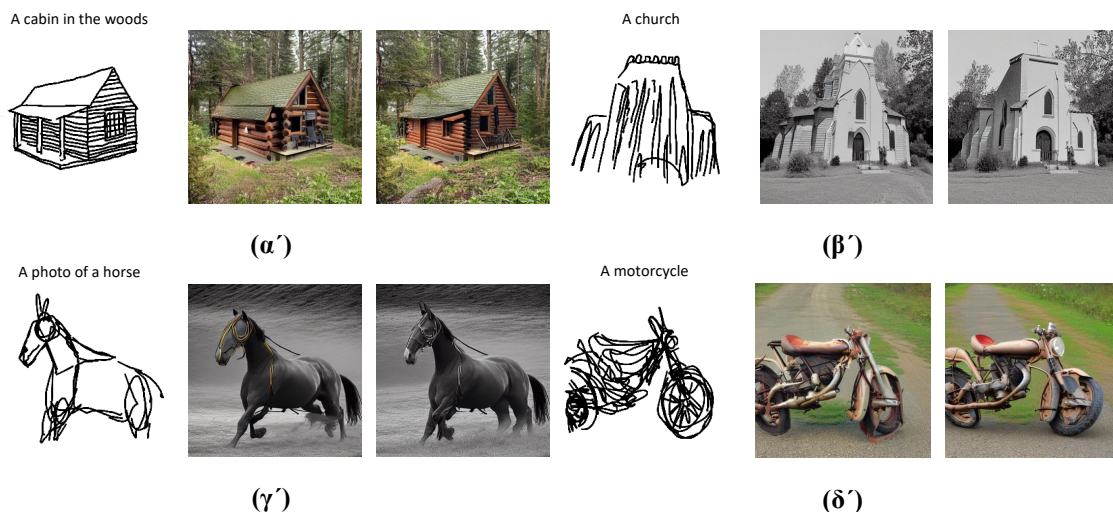 A cabin in the woods
A church
(α´)
(β´)
A photo of a horse
A motorcycle
(γ´)
(δ´)